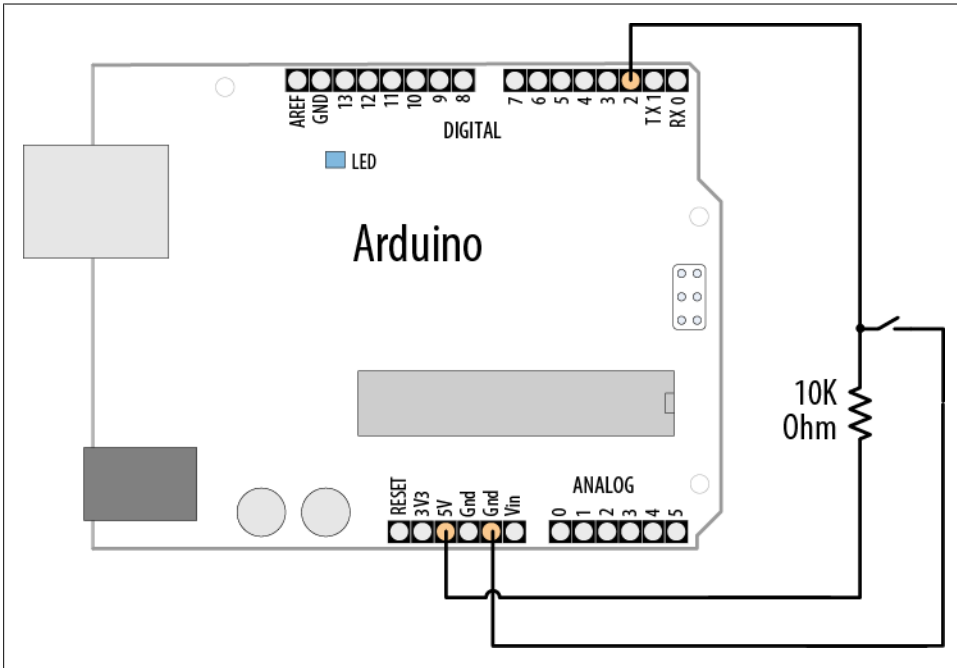 AREF
GND
13
12
11
10
9
8
7
6
5
4
3
2
TX 1
RX 0
DIGITAL
LED
Arduino
10K
Ohm
RESET
3V3
5V
Gnd
Gnd
Vin
ANALOG
0
1
2
3
4
5